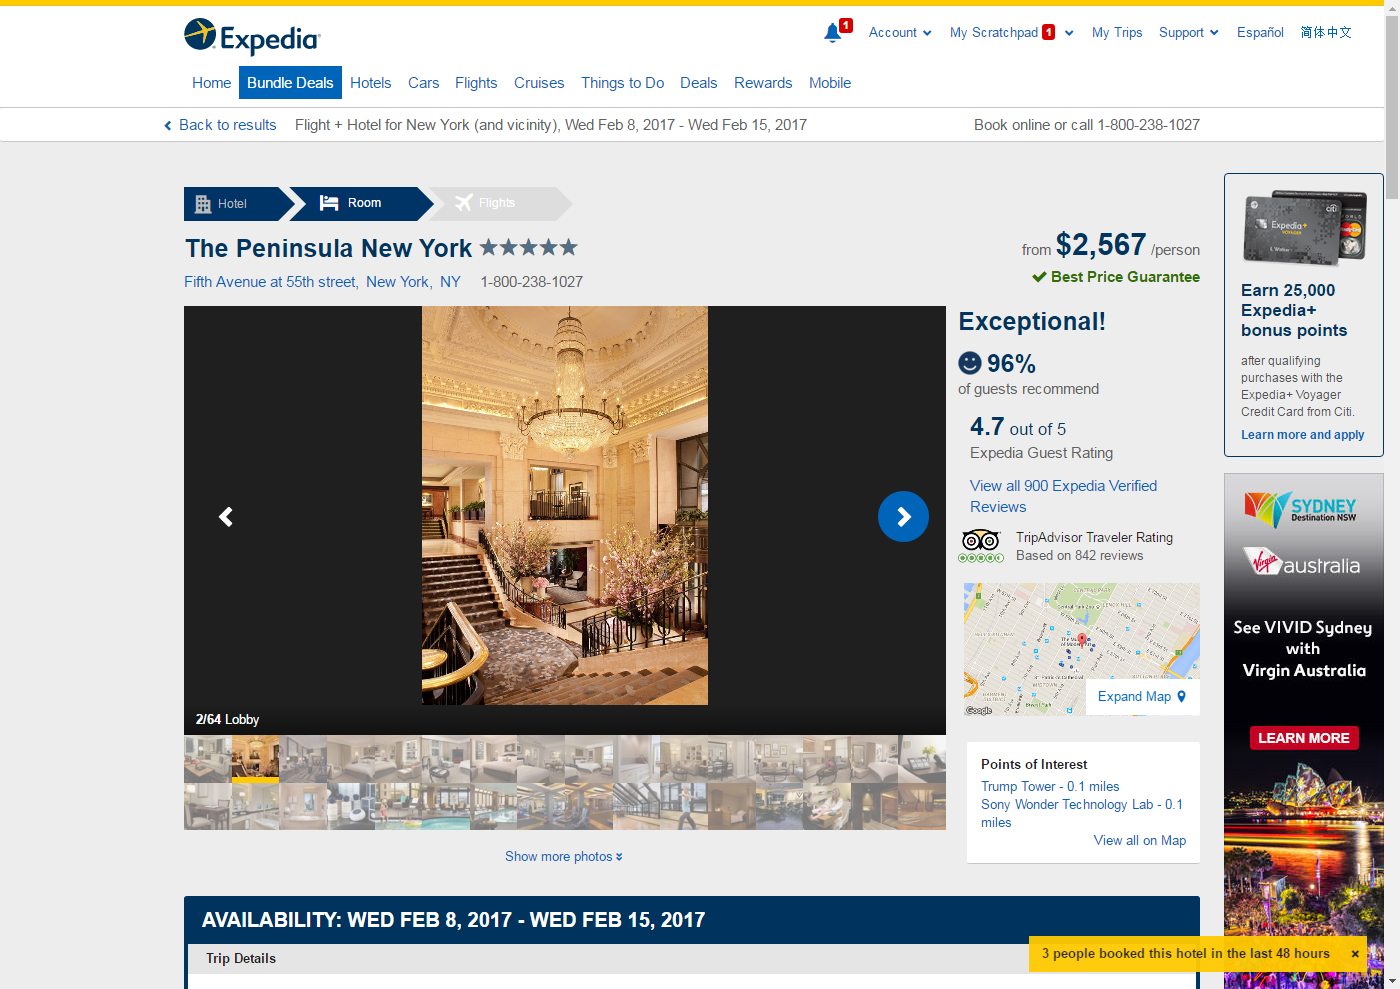 Expedia
1
Account
My Scratchpad 1
My Trips
Support
Español
简体中文
Home
Bundle Deals
Hotels
Cars
Flights
Cruises
Things to Do
Deals
Rewards
Mobile
Back to results
Flight + Hotel for New York (and vicinity), Wed Feb 8, 2017 - Wed Feb 15, 2017
Book online or call 1-800-238-1027
Hotel
Room
Flights
The Peninsula New York
from $2,567 /person
Fifth Avenue at 55th street, New York, NY 1-800-238-1027
Best Price Guarantee
2/64 Lobby
Show more photos
Exceptional!
96%
of guests recommend
4.7 out of 5
Expedia Guest Rating
View all 900 Expedia Verified
Reviews
TripAdvisor Traveler Rating
Based on 842 reviews
Expand Map
Google
Points of Interest
Trump Tower - 0.1 miles
Sony Wonder Technology Lab - 0.1
miles
View all on Map
citi
Expedia+
VOYAGER
Earn 25,000
Expedia+
bonus points
after qualifying
purchases with the
Expedia+ Voyager
Credit Card from Citi.
Learn more and apply
SYDNEY
Destination NSW
Virgin australia
See VIVID Sydney
with
Virgin Australia
LEARN MORE
AVAILABILITY: WED FEB 8, 2017 - WED FEB 15, 2017
Trip Details
3 people booked this hotel in the last 48 hours ×